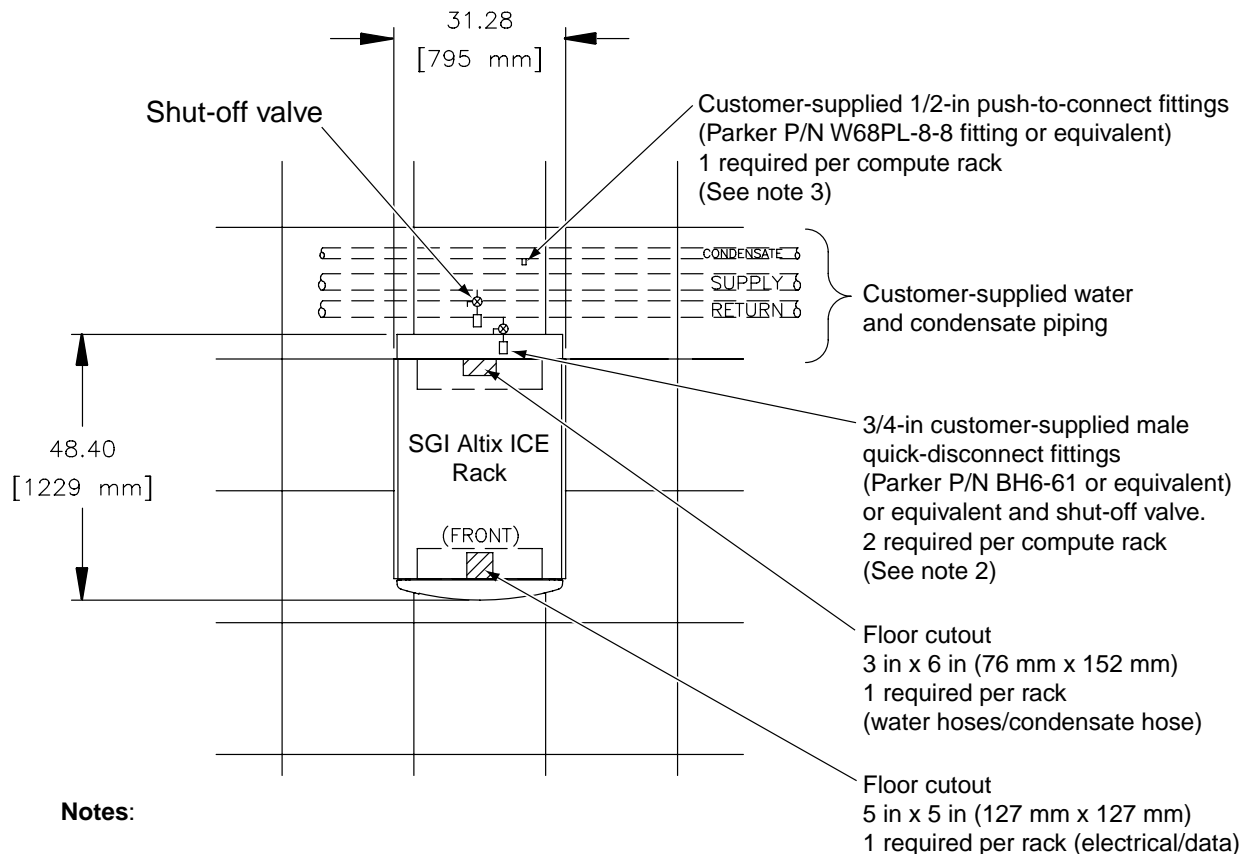 31.28
[795 mm]
Shut-off valve
Customer-supplied 1/2-in push-to-connect fittings
(Parker P/N W68PL-8-8 fitting or equivalent)
1 required per compute rack
(See note 3)
CONDENSATE
SUPPLY
RETURN
Customer-supplied water
and condensate piping
48.40
[1229 mm]
SGI Altix ICE
Rack
(FRONT)
3/4-in customer-supplied male
quick-disconnect fittings
(Parker P/N BH6-61 or equivalent)
or equivalent and shut-off valve.
2 required per compute rack
(See note 2)
Floor cutout
3 in x 6 in (76 mm x 152 mm)
1 required per rack
(water hoses/condensate hose)
Floor cutout
5 in x 5 in (127 mm x 127 mm)
1 required per rack (electrical/data)
Notes: